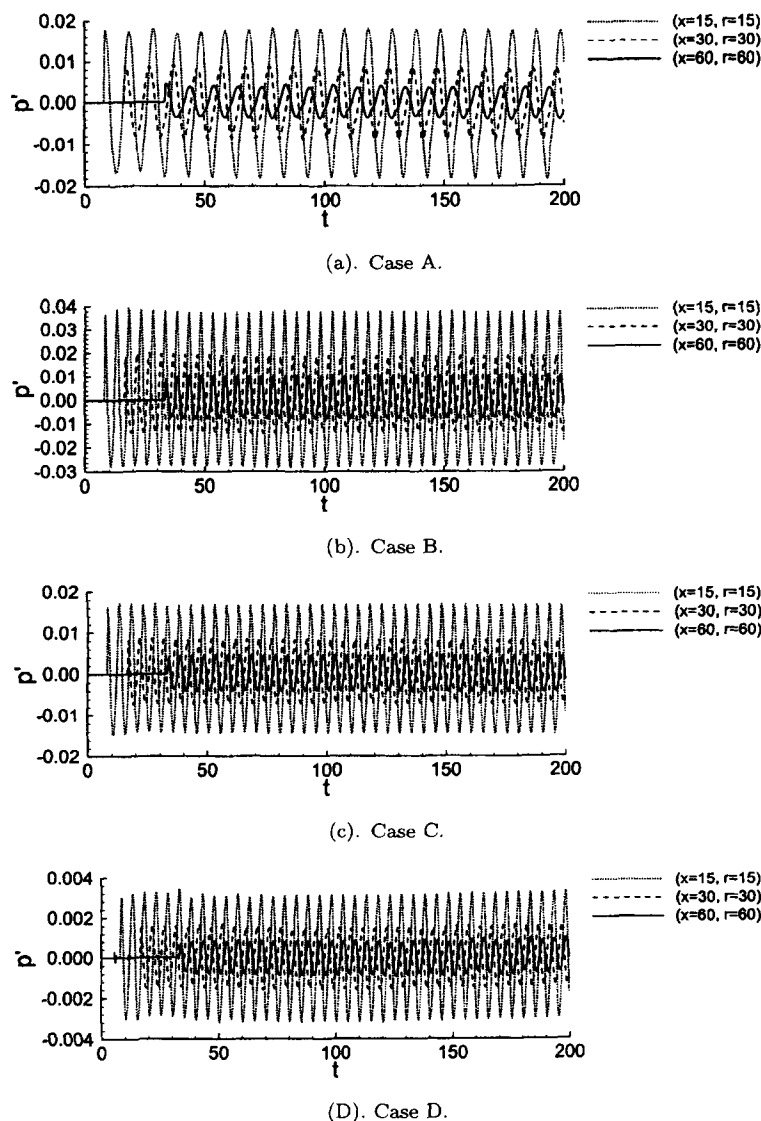 0.02
0.01
0.00
-0.01
-0.02
p'
0 50 100 150 200
t
(x=15, r=15)
(x=30, r=30)
(x=60, r=60)
(a). Case A.
0.04
0.03
0.02
0.01
0.00
-0.01
-0.02
-0.03
p'
0 50 100 150 200
t
(x=15, r=15)
(x=30, r=30)
(x=60, r=60)
(b). Case B.
0.02
0.01
0.00
-0.01
-0.02
p'
0 50 100 150 200
t
(x=15, r=15)
(x=30, r=30)
(x=60, r=60)
(c). Case C.
0.004
0.002
0.000
-0.002
-0.004
p'
0 50 100 150 200
t
(x=15, r=15)
(x=30, r=30)
(x=60, r=60)
(D). Case D.